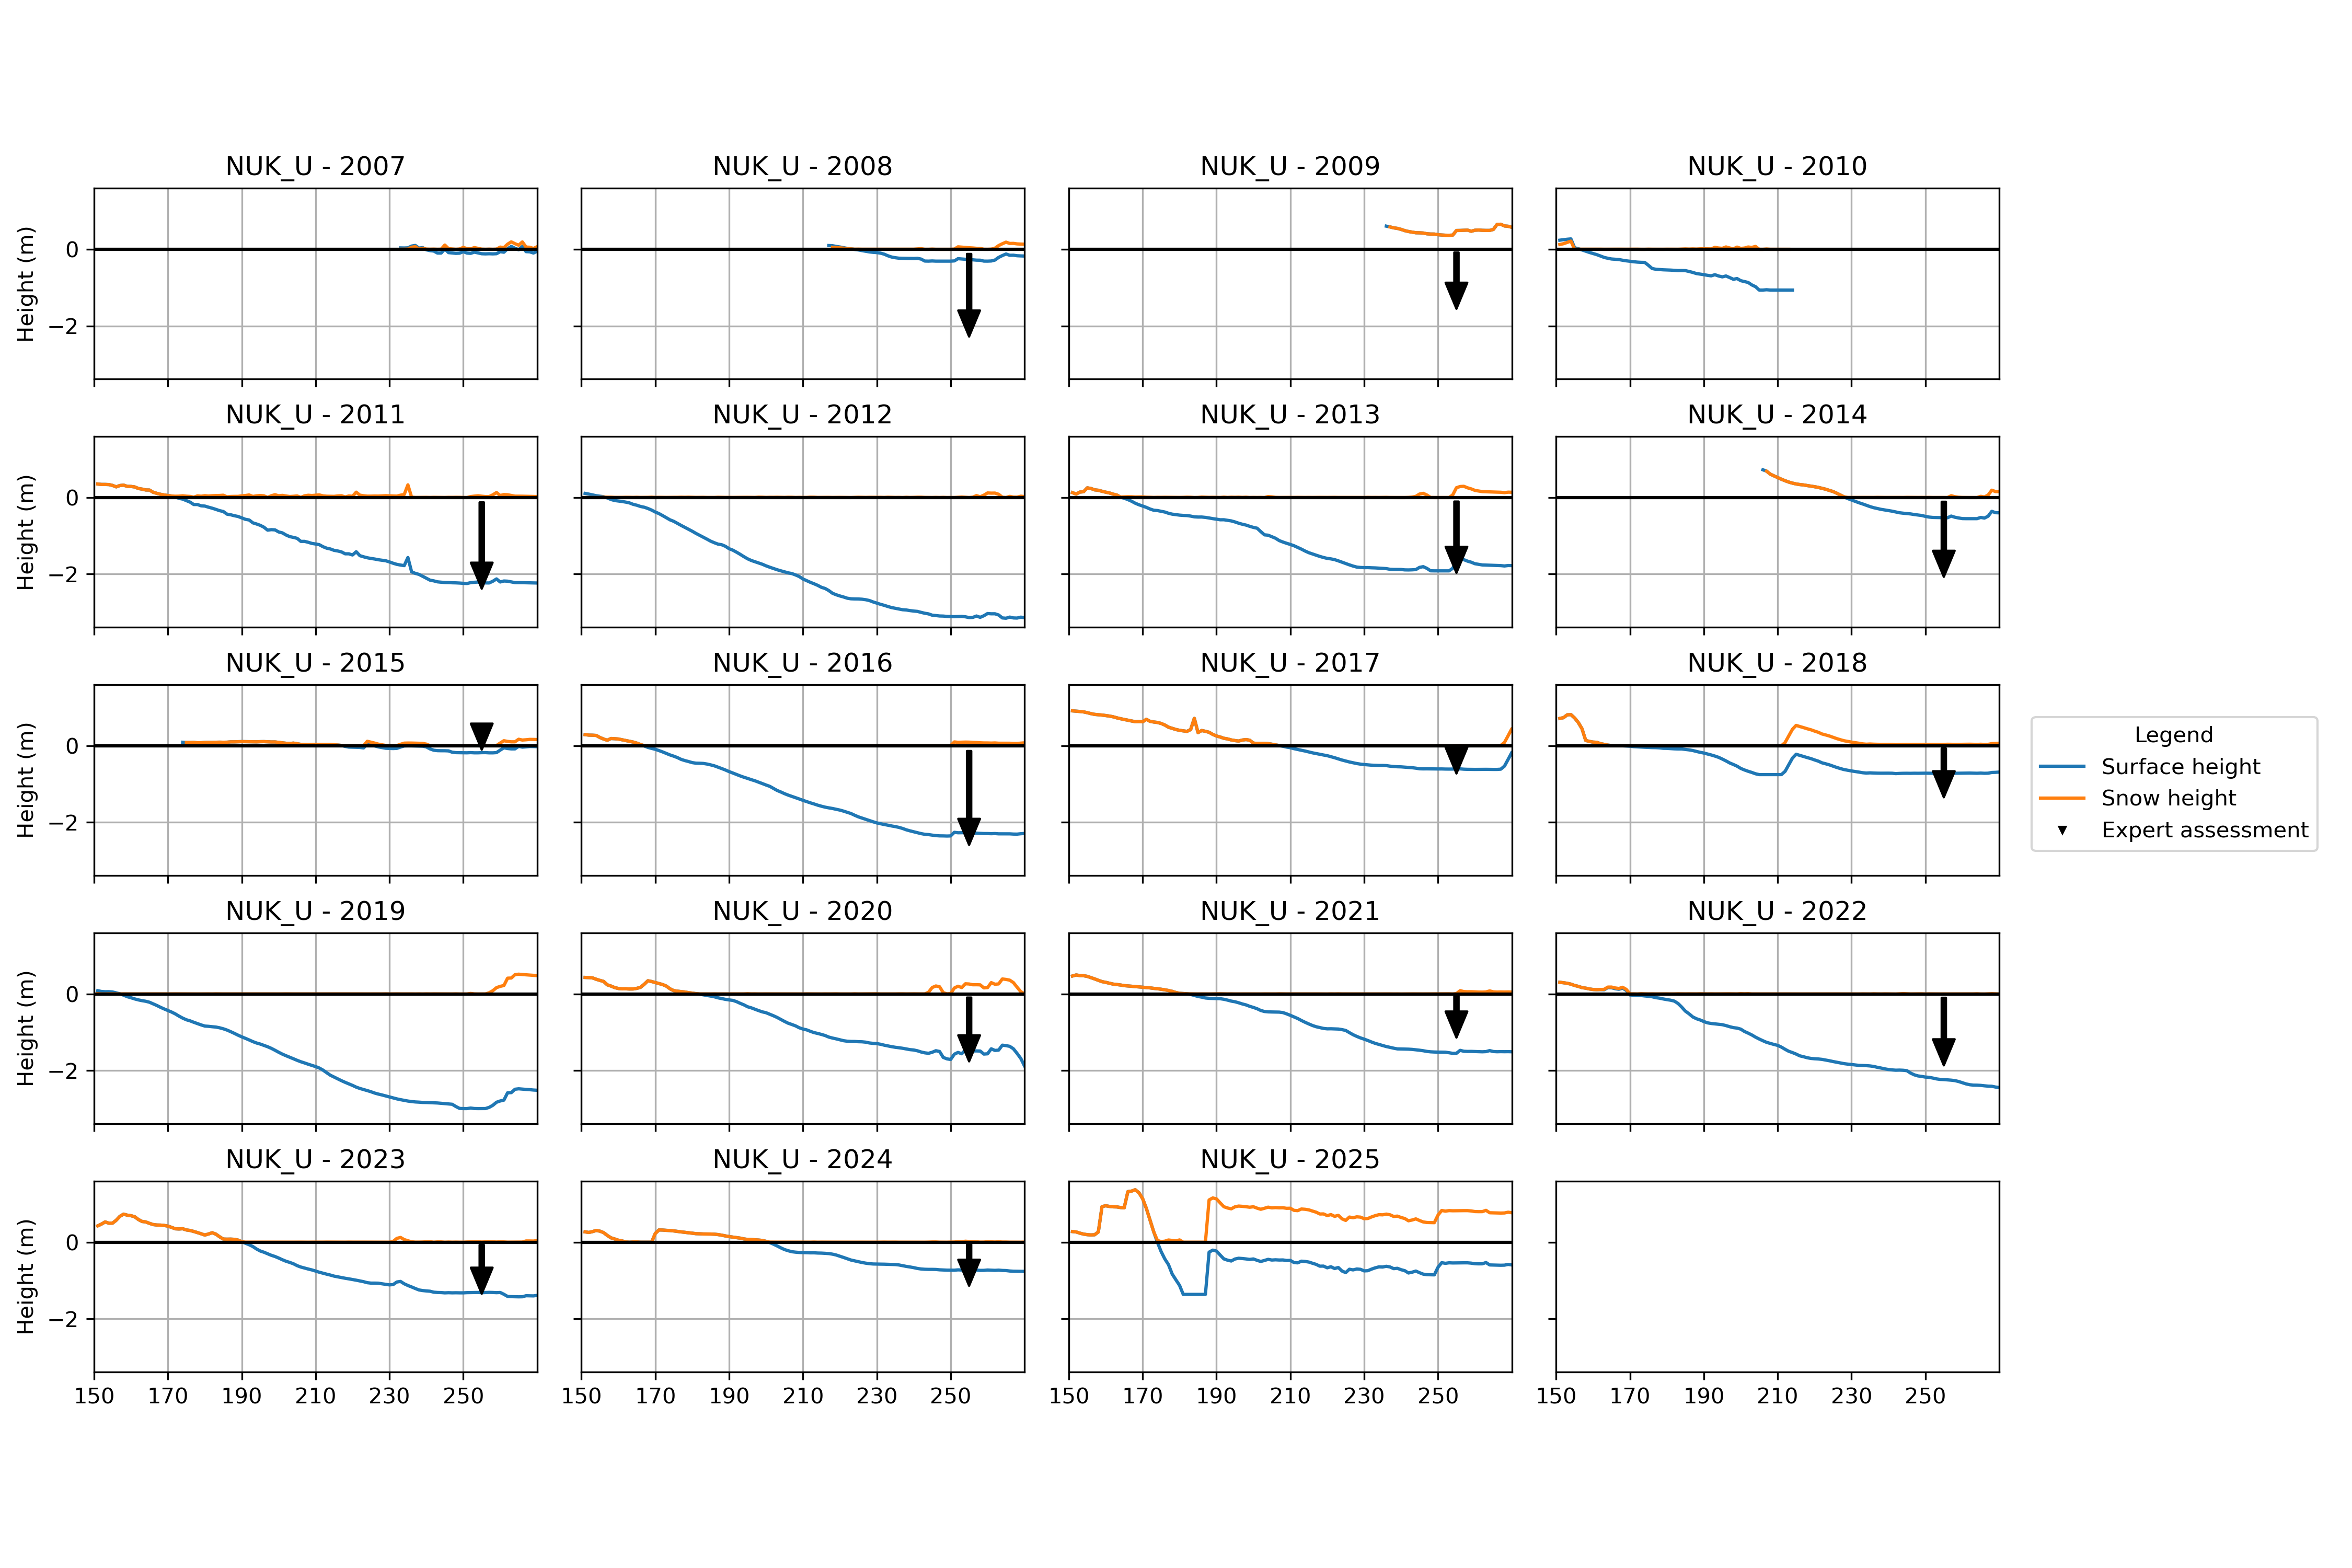 NUK_U - 2007
NUK_U - 2008
NUK_U - 2009
NUK_U - 2010
Height (m)
0
−2
NUK_U - 2011
NUK_U - 2012
NUK_U - 2013
NUK_U - 2014
Height (m)
0
−2
NUK_U - 2015
NUK_U - 2016
NUK_U - 2017
NUK_U - 2018
Height (m)
0
−2
Legend
Surface height
Snow height
Expert assessment
NUK_U - 2019
NUK_U - 2020
NUK_U - 2021
NUK_U - 2022
Height (m)
0
−2
NUK_U - 2023
NUK_U - 2024
NUK_U - 2025
Height (m)
0
−2
150 170 190 210 230 250
150 170 190 210 230 250
150 170 190 210 230 250
150 170 190 210 230 250